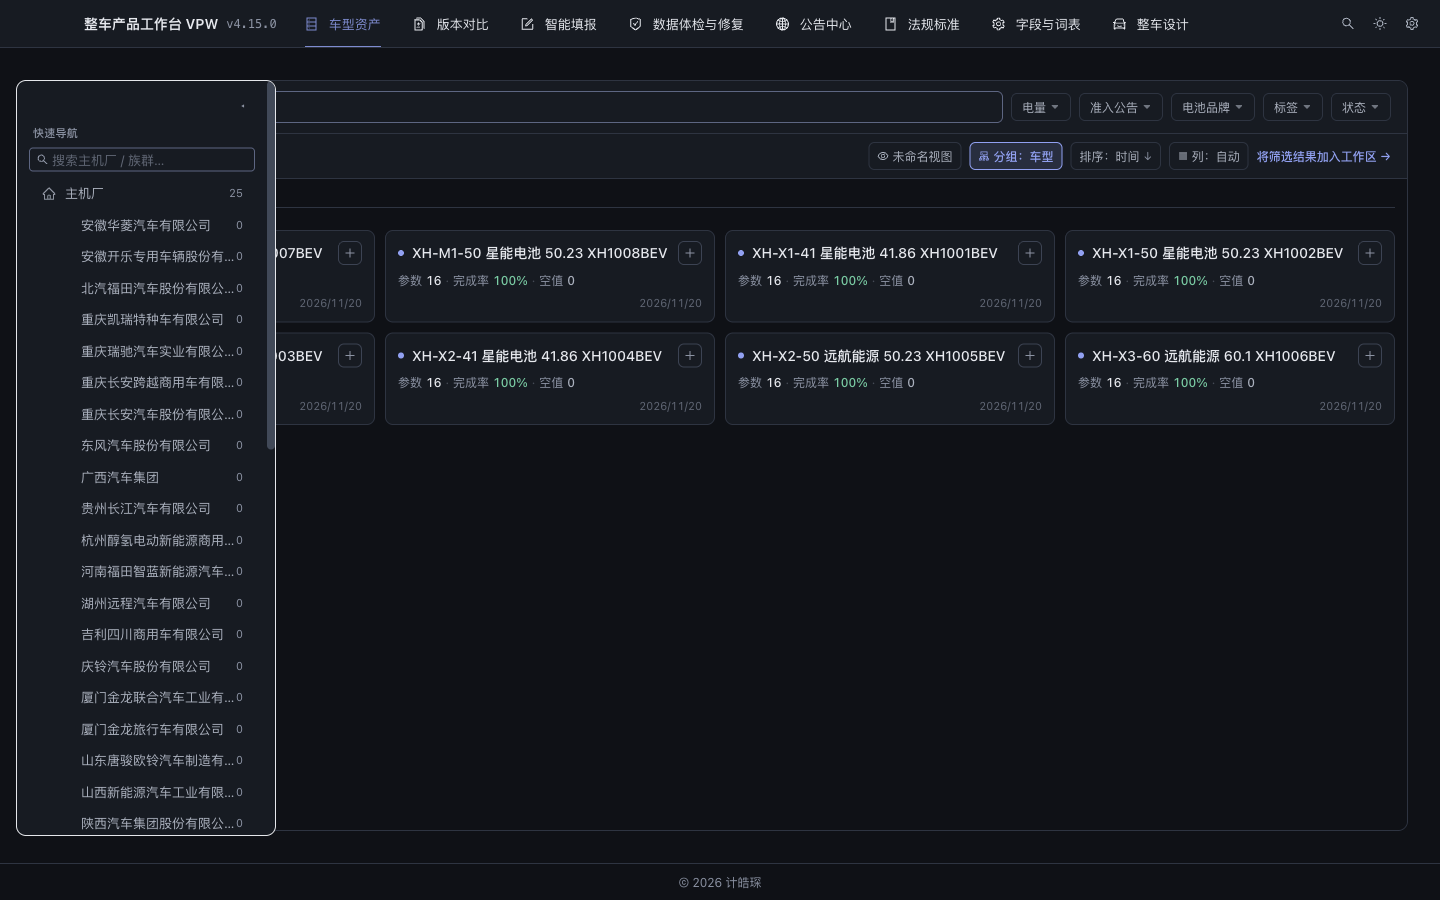 整车产品工作台 VPW v4.15.0 车型资产 版本对比 智能填报 数据体检与修复 公告中心 法规标准 字段与词表 整车设计
电量 准入公告 电池品牌 标签 状态
快速导航
搜索主机厂 / 族群...
未命名视图 分组：车型 排序：时间 ↓ 列：自动 将筛选结果加入工作区 →
主机厂 25
安徽华菱汽车有限公司 0
安徽开乐专用车辆股份有... 0
北汽福田汽车股份有限公... 0
重庆凯瑞特种车有限公司 0
重庆瑞驰汽车实业有限公... 0
重庆长安跨越商用车有限... 0
重庆长安汽车股份有限公... 0
东风汽车股份有限公司 0
广西汽车集团 0
贵州长江汽车有限公司 0
杭州醇氢电动新能源商用... 0
河南福田智蓝新能源汽车... 0
湖州远程汽车有限公司 0
吉利四川商用车有限公司 0
庆铃汽车股份有限公司 0
厦门金龙联合汽车工业有... 0
厦门金龙旅行车有限公司 0
山东唐骏欧铃汽车制造有... 0
山西新能源汽车工业有限... 0
陕西汽车集团股份有限公... 0
07BEV
2026/11/20
XH-M1-50 星能电池 50.23 XH1008BEV
参数 16 · 完成率 100% · 空值 0
2026/11/20
XH-X1-41 星能电池 41.86 XH1001BEV
参数 16 · 完成率 100% · 空值 0
2026/11/20
XH-X1-50 星能电池 50.23 XH1002BEV
参数 16 · 完成率 100% · 空值 0
2026/11/20
03BEV
2026/11/20
XH-X2-41 星能电池 41.86 XH1004BEV
参数 16 · 完成率 100% · 空值 0
2026/11/20
XH-X2-50 远航能源 50.23 XH1005BEV
参数 16 · 完成率 100% · 空值 0
2026/11/20
XH-X3-60 远航能源 60.1 XH1006BEV
参数 16 · 完成率 100% · 空值 0
2026/11/20
© 2026 计皓琛